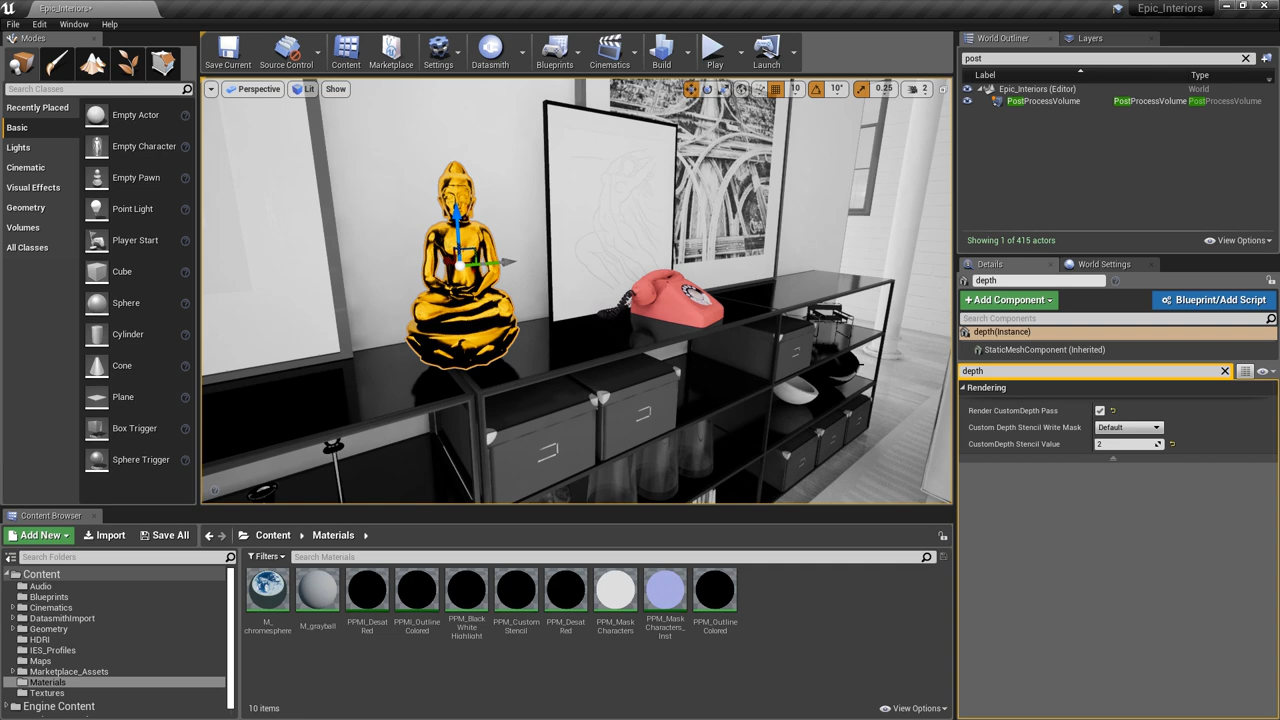 Epic_Interiors*
Epic_Interiors
File Edit Window Help
Modes
Search Classes
Recently Placed
Basic
Lights
Cinematic
Visual Effects
Geometry
Volumes
All Classes
Empty Actor
Empty Character
Empty Pawn
Point Light
Player Start
Cube
Sphere
Cylinder
Cone
Plane
Box Trigger
Sphere Trigger
Save Current
Source Control
Content
Marketplace
Settings
Datasmith
Blueprints
Cinematics
Build
Play
Launch
Perspective Lit Show
10 10° 0.25 2
World Outliner Layers
post
Label Type
Epic_Interiors (Editor) World
PostProcessVolume PostProcessVolume PostProcessVolume
Showing 1 of 415 actors
View Options
Details World Settings
depth
Add Component
Blueprint/Add Script
Search Components
depth(Instance)
StaticMeshComponent (Inherited)
depth
Rendering
Render CustomDepth Pass
Custom Depth Stencil Write Mask Default
CustomDepth Stencil Value 2
Content Browser
Add New Import Save All Content Materials
Search Folders
Filters
Search Materials
Content
Audio
Blueprints
Cinematics
DatasmithImport
Geometry
HDRI
IES_Profiles
Maps
Marketplace_Assets
Materials
Textures
Engine Content
M_
chromesphere
M_grayball
PPMI_Desat
Red
PPMI_Outline
Colored
PPM_Black
White
Highlight
PPM_Custom
Stencil
PPM_Desat
Red
PPM_Mask
Characters
PPM_Mask
Characters_
Inst
PPM_Outline
Colored
10 items
View Options